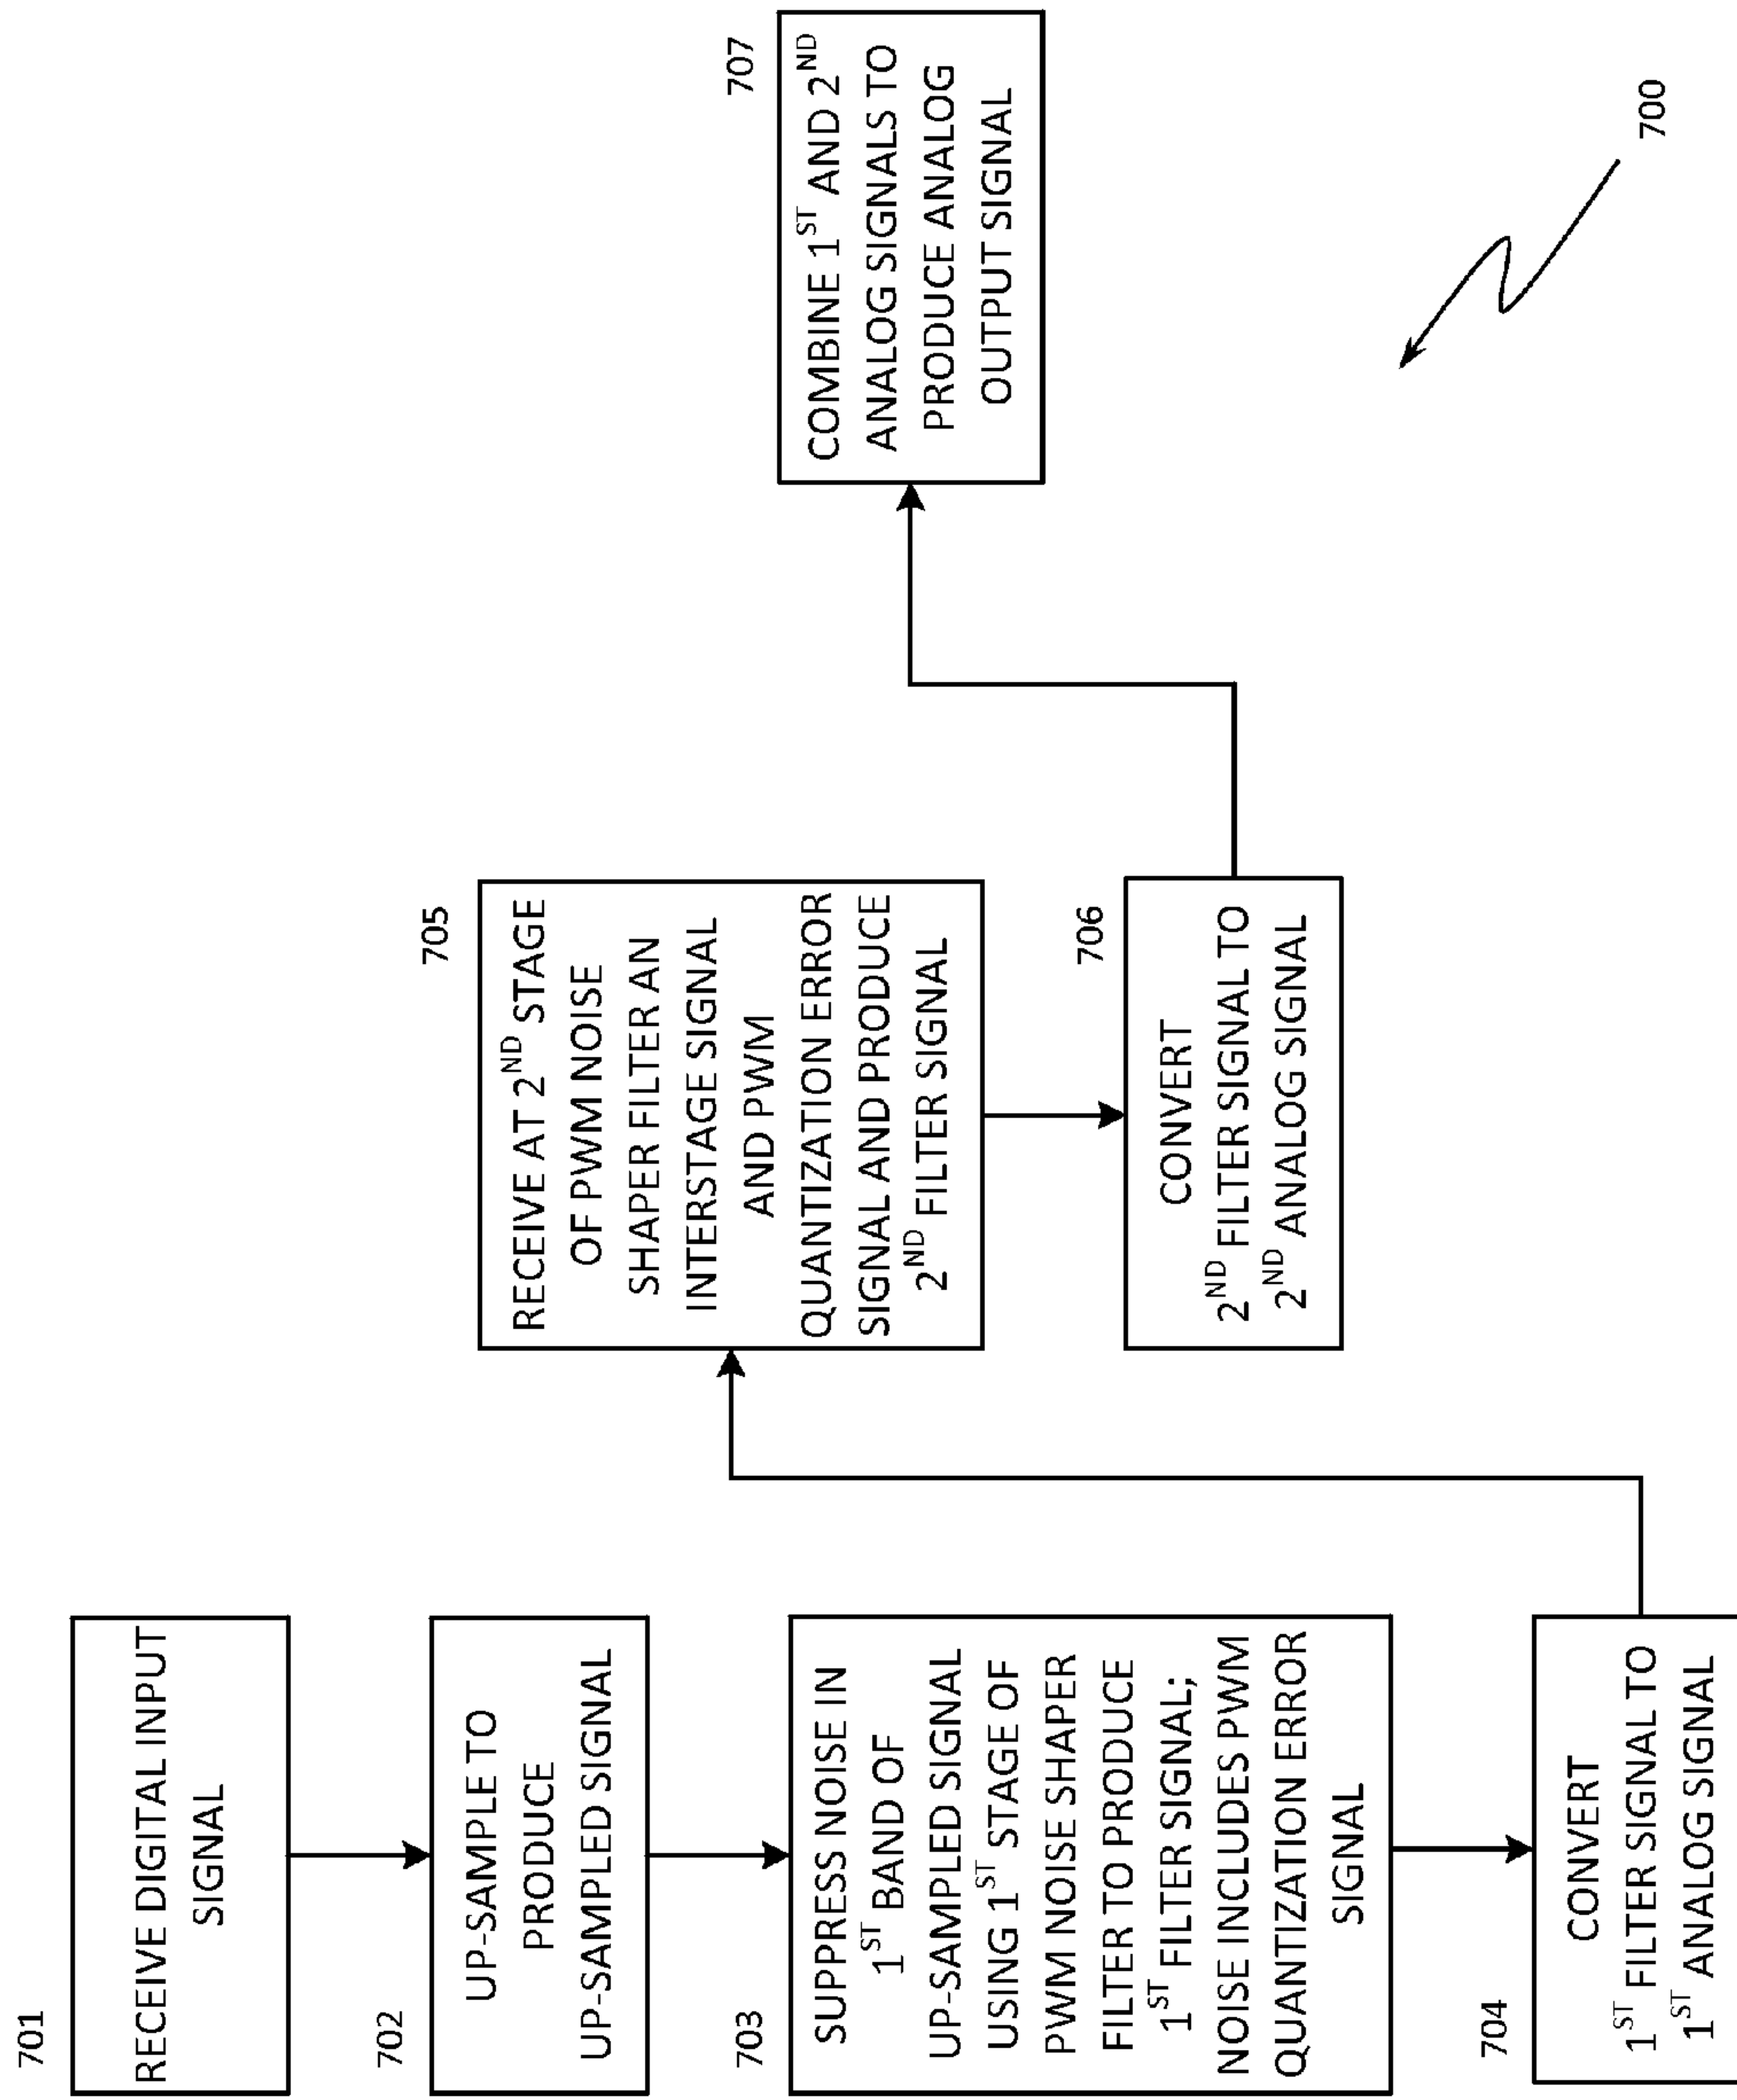 701
RECEIVE DIGITAL INPUT
SIGNAL
702
UP-SAMPLE TO
PRODUCE
UP-SAMPLED SIGNAL
703
SUPPRESS NOISE IN
1ST BAND OF
UP-SAMPLED SIGNAL
USING 1ST STAGE OF
PWM NOISE SHAPER
FILTER TO PRODUCE
1ST FILTER SIGNAL;
NOISE INCLUDES PWM
QUANTIZATION ERROR
SIGNAL
704
CONVERT
1ST FILTER SIGNAL TO
1ST ANALOG SIGNAL
705
RECEIVE AT 2ND STAGE
OF PWM NOISE
SHAPER FILTER AN
INTERSTAGE SIGNAL
AND PWM
QUANTIZATION ERROR
SIGNAL AND PRODUCE
2ND FILTER SIGNAL
706
CONVERT
2ND FILTER SIGNAL TO
2ND ANALOG SIGNAL
707
COMBINE 1ST AND 2ND
ANALOG SIGNALS TO
PRODUCE ANALOG
OUTPUT SIGNAL
700